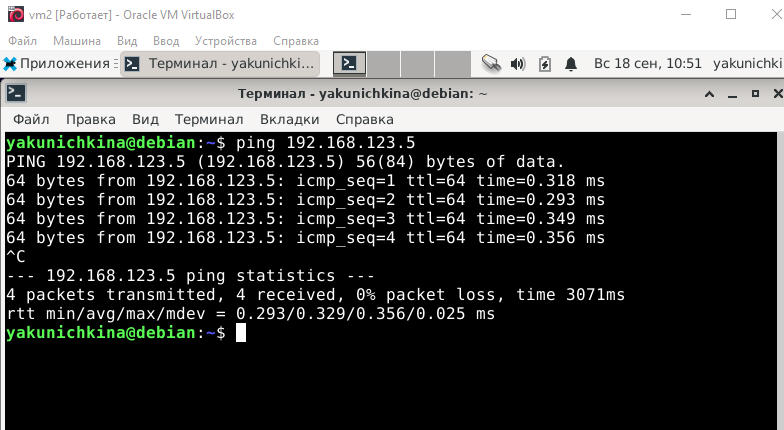 vm2 [Работает] - Oracle VM VirtualBox
Файл Машина Вид Ввод Устройства Справка
Приложения Терминал - yakunichki... Вс 18 сен, 10:51 yakunichki
Терминал - yakunichkina@debian: ~
Файл Правка Вид Терминал Вкладки Справка
yakunichkina@debian:~$ ping 192.168.123.5
PING 192.168.123.5 (192.168.123.5) 56(84) bytes of data.
64 bytes from 192.168.123.5: icmp_seq=1 ttl=64 time=0.318 ms
64 bytes from 192.168.123.5: icmp_seq=2 ttl=64 time=0.293 ms
64 bytes from 192.168.123.5: icmp_seq=3 ttl=64 time=0.349 ms
64 bytes from 192.168.123.5: icmp_seq=4 ttl=64 time=0.356 ms
^C
--- 192.168.123.5 ping statistics ---
4 packets transmitted, 4 received, 0% packet loss, time 3071ms
rtt min/avg/max/mdev = 0.293/0.329/0.356/0.025 ms
yakunichkina@debian:~$